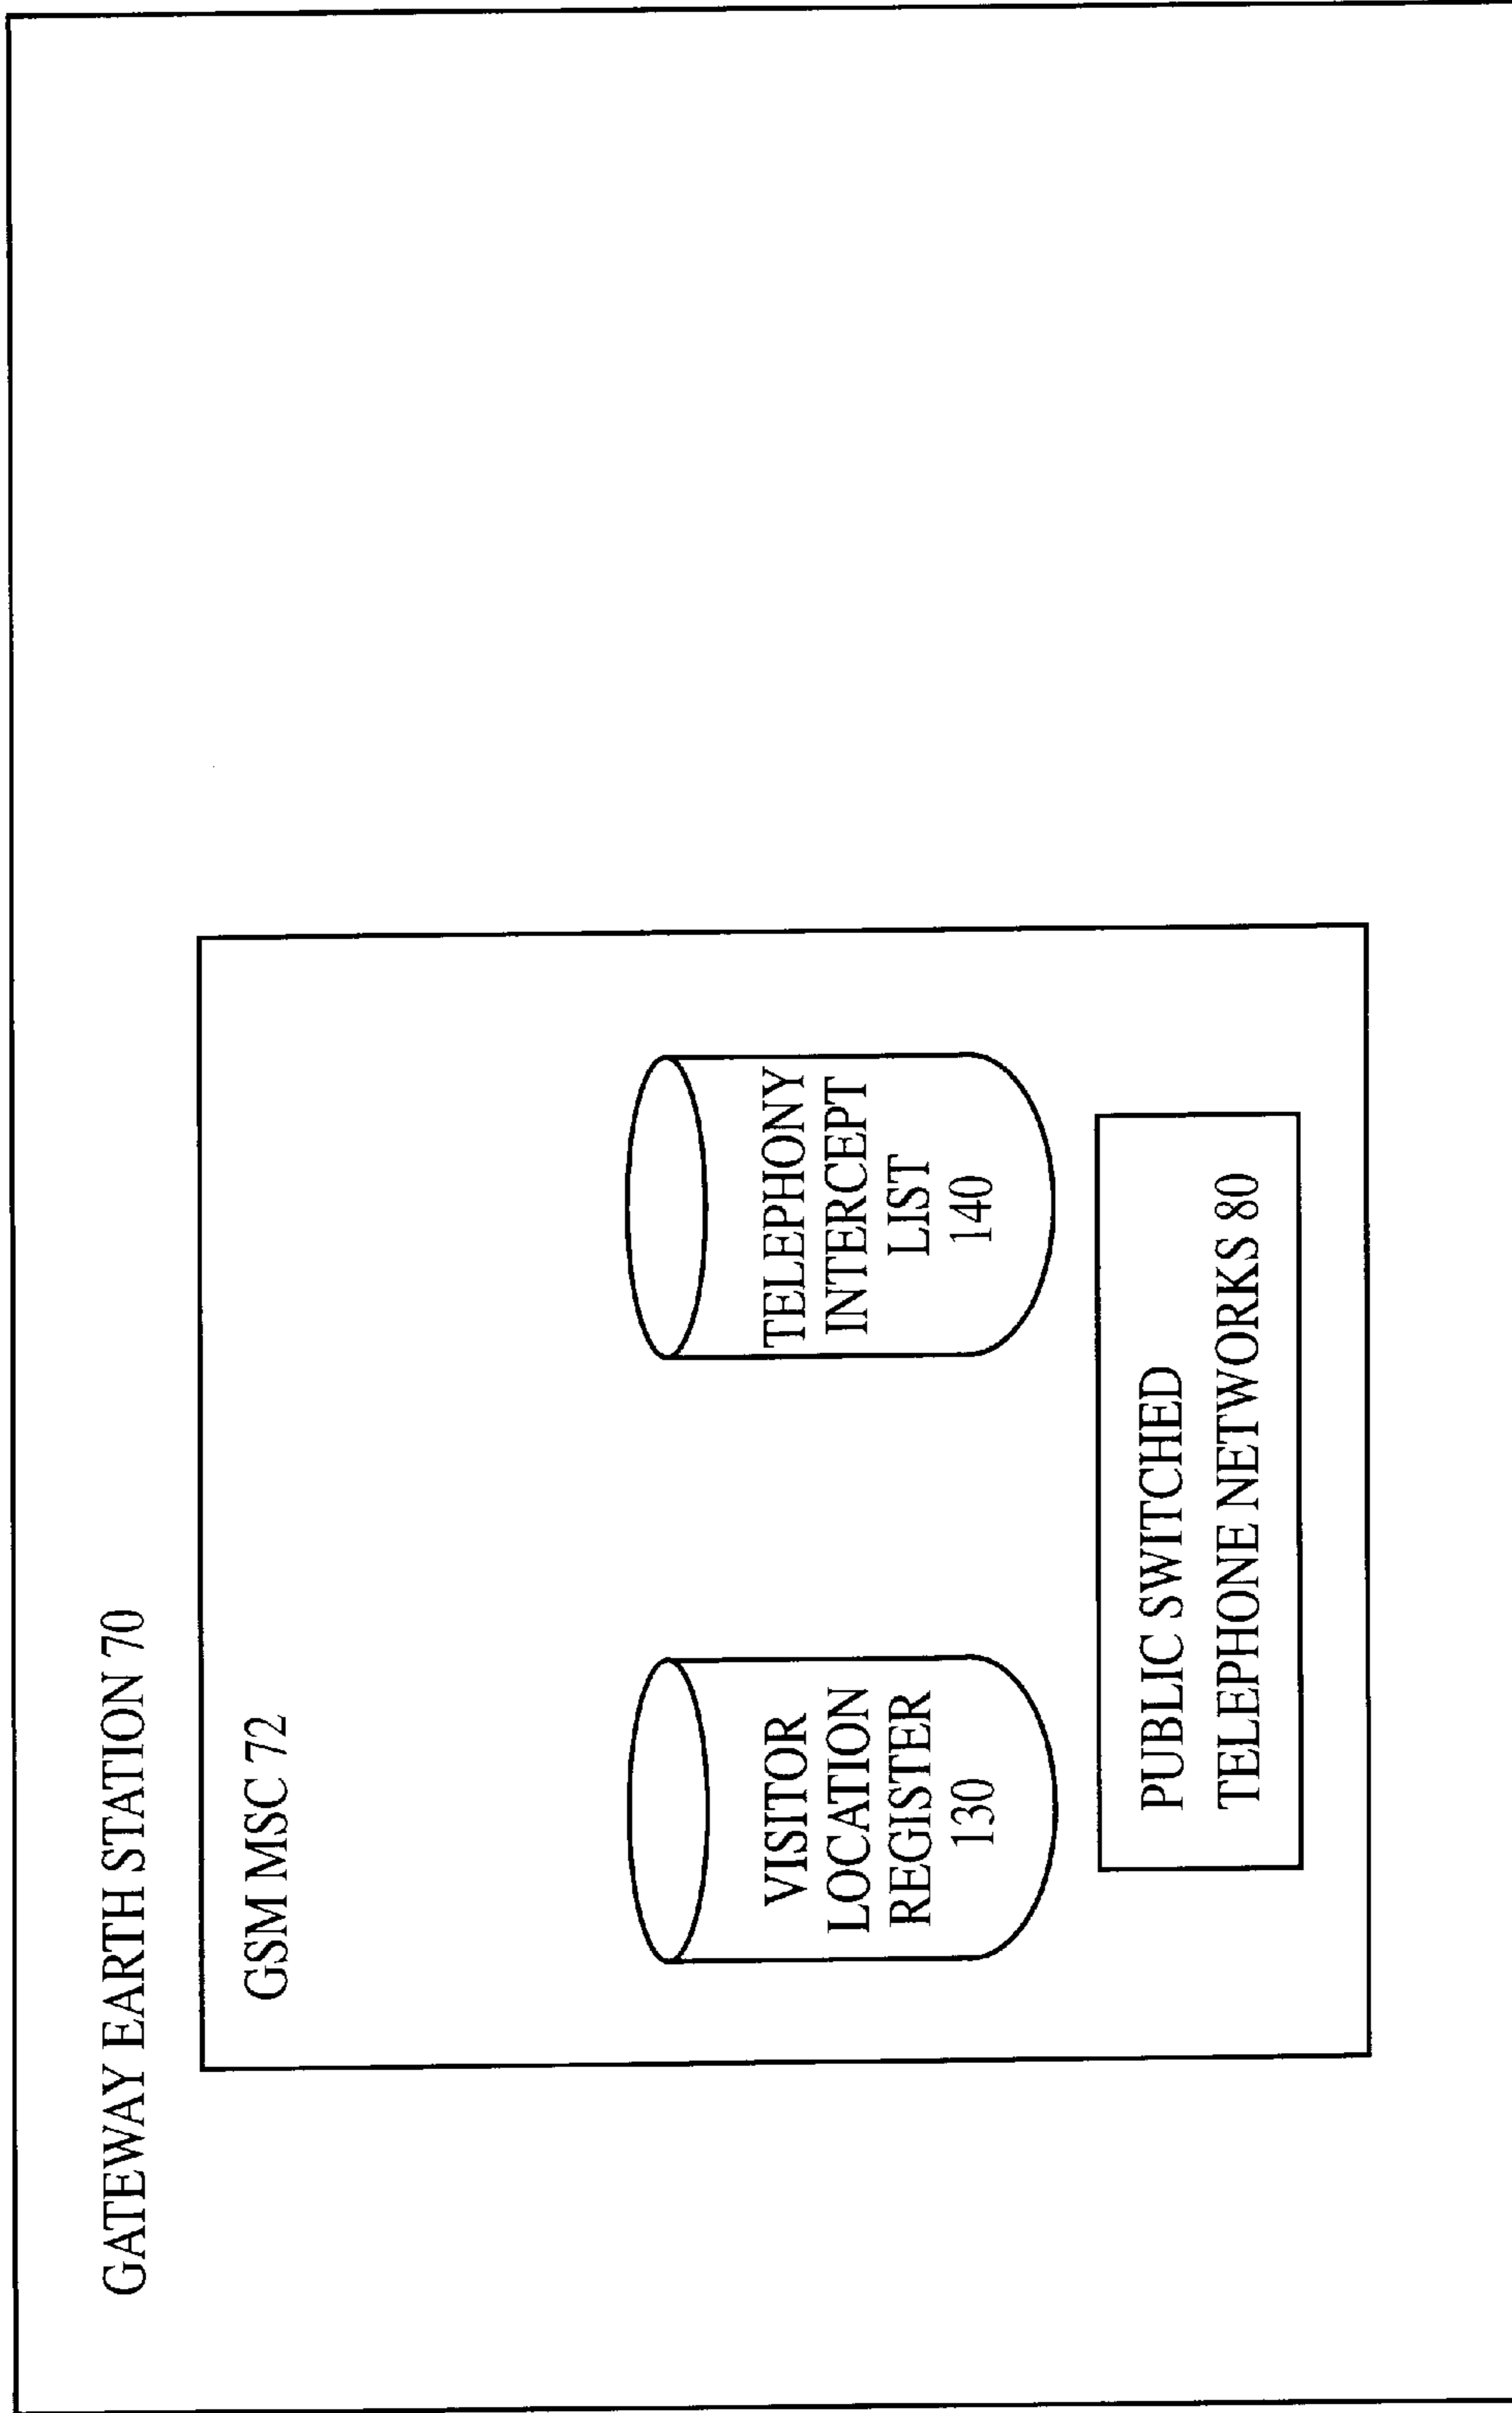 GATEWAY EARTH STATION 70
GSM MSC 72
VISITOR
LOCATION
REGISTER
130
TELEPHONY
INTERCEPT
LIST
140
PUBLIC SWITCHED
TELEPHONE NETWORKS 80